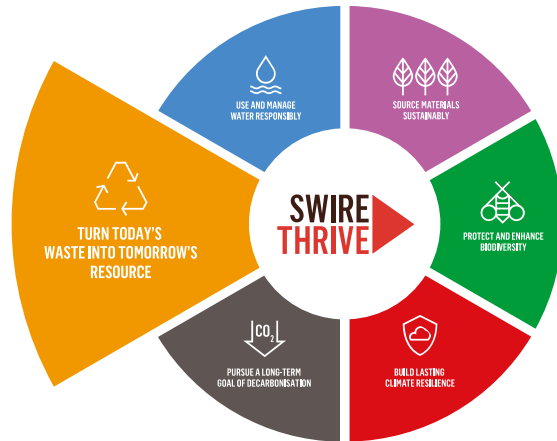 USE AND MANAGE
WATER RESPONSIBLY
SOURCE MATERIALS
SUSTAINABLY
TURN TODAY'S
WASTE INTO TOMORROW'S
RESOURCE
SWIRE
THRIVE
PROTECT AND ENHANCE
BIODIVERSITY
CO₂
PURSUE A LONG-TERM
GOAL OF DECARBONISATION
BUILD LASTING
CLIMATE RESILIENCE